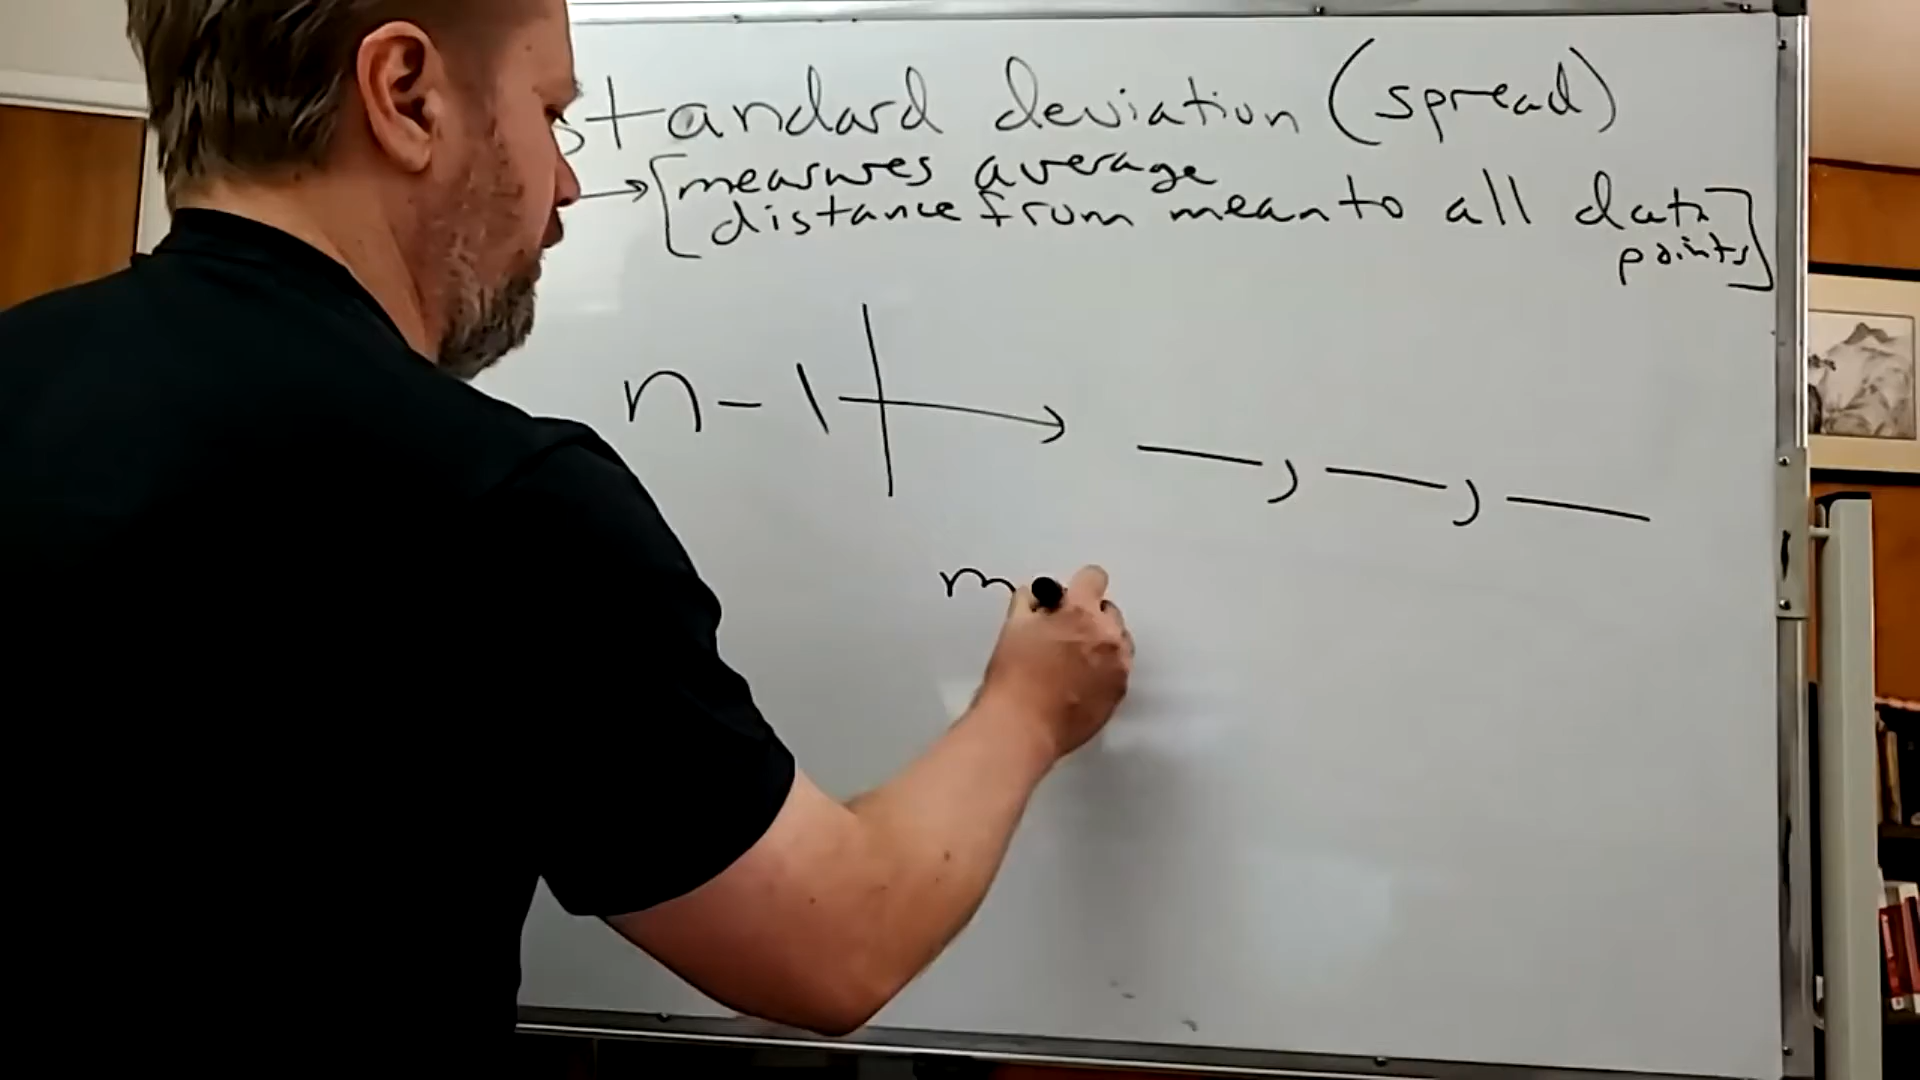 standard deviation (spread)
→ [measures average
distance from mean to all data
points]
n-1 → __, __, __
m